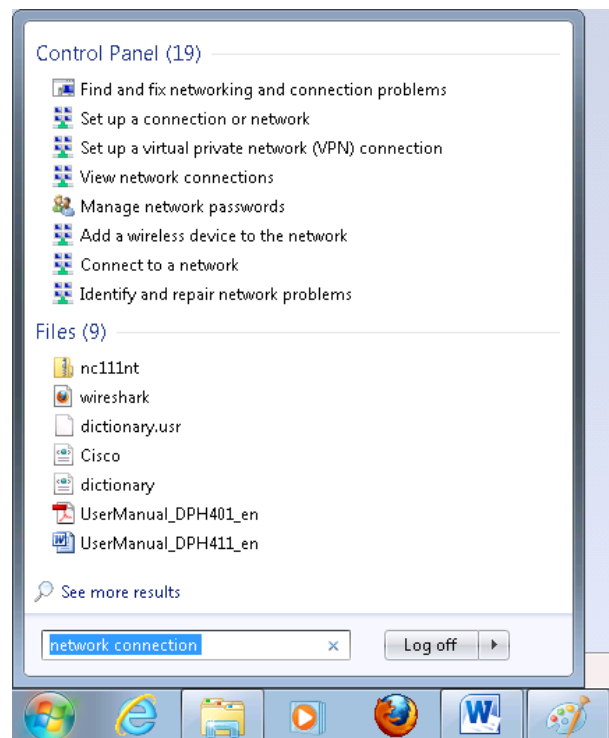 Control Panel (19)
Find and fix networking and connection problems
Set up a connection or network
Set up a virtual private network (VPN) connection
View network connections
Manage network passwords
Add a wireless device to the network
Connect to a network
Identify and repair network problems
Files (9)
nc111nt
wireshark
dictionary.usr
Cisco
dictionary
UserManual_DPH401_en
UserManual_DPH411_en
See more results
network connection
Log off